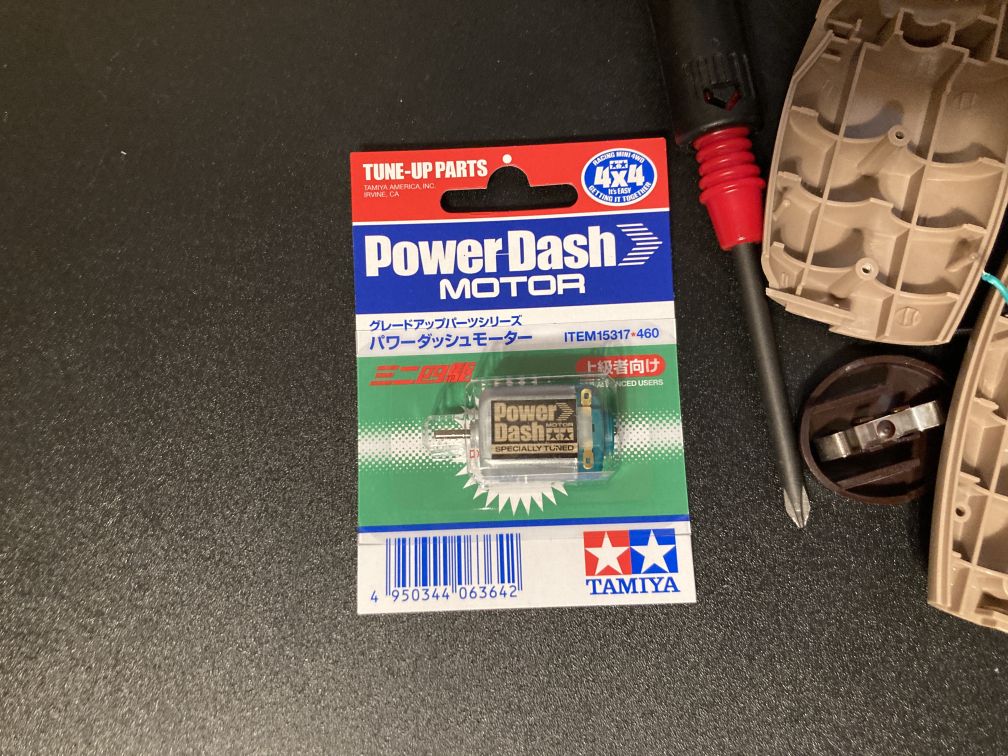 TUNE-UP PARTS
TAMIYA AMERICA, INC.
IRVINE, CA
RACING MINI 4WD
4x4
It's EASY
GETTING IT TOGETHER
Power Dash
MOTOR
グレードアップパーツシリーズ
パワーダッシュモーター
ITEM 15317*460
ミニ四駆
上級者向け
ADVANCED USERS
Power
Dash
MOTOR
SPECIALLY TUNED
4 950344 063642
TAMIYA